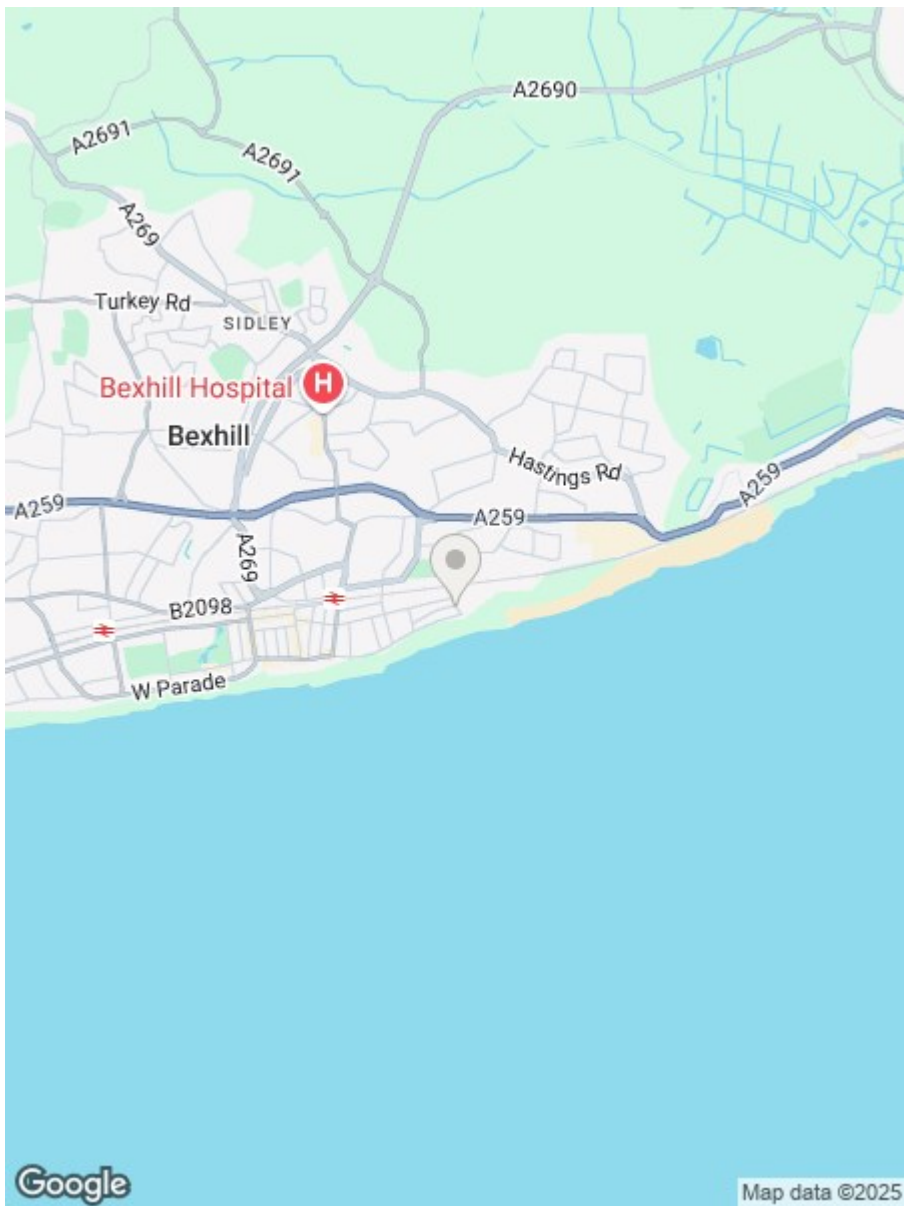 A2690
A2691
A2691
A269
Turkey Rd
SIDLEY
Bexhill Hospital
H
Bexhill
Hastings Rd
A259
A259
A259
A269
B2098
W Parade
Google
Map data ©2025